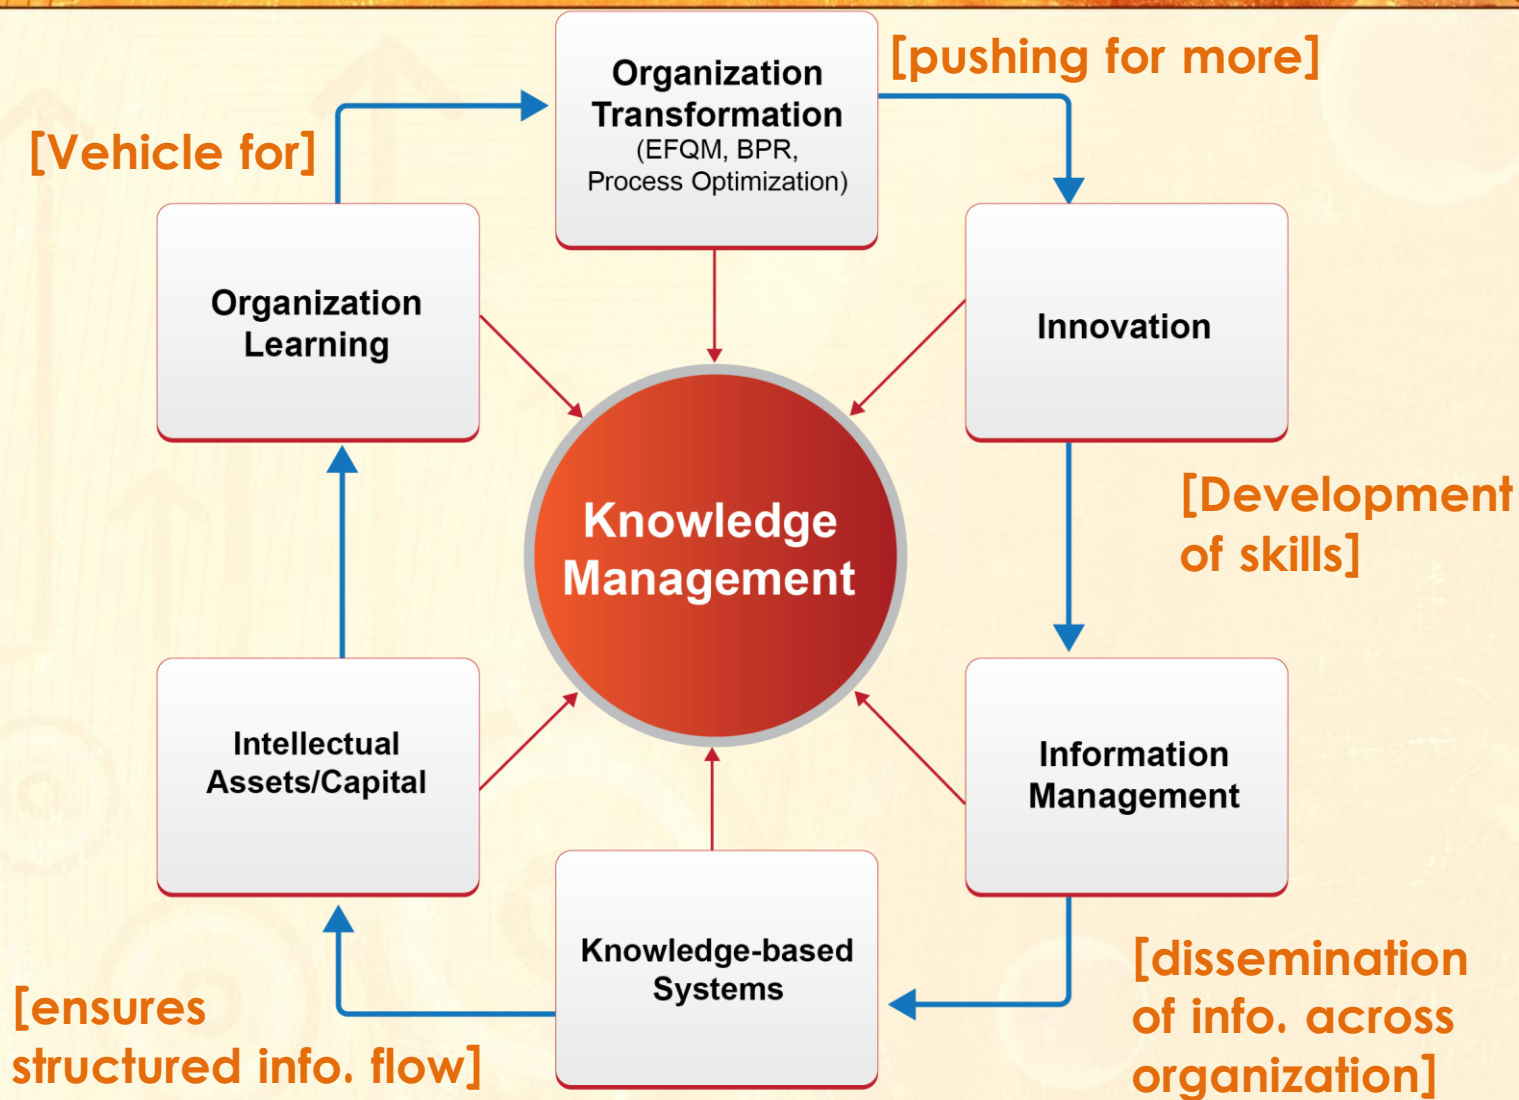 Organization
Transformation
(EFQM, BPR,
Process Optimization)
[pushing for more]
[Vehicle for]
Organization
Learning
Innovation
Knowledge
Management
[Development
of skills]
Intellectual
Assets/Capital
Information
Management
Knowledge-based
Systems
[ensures
structured info. flow]
[dissemination
of info. across
organization]